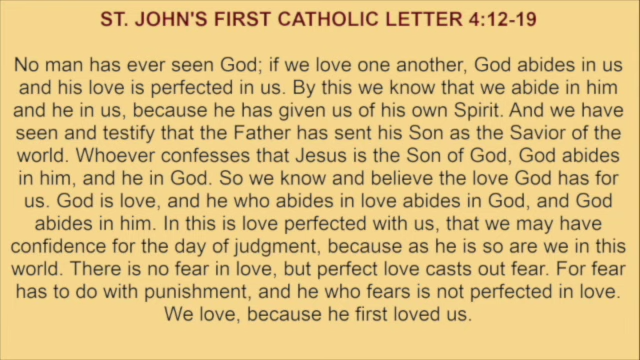 ST. JOHN'S FIRST CATHOLIC LETTER 4:12-19
No man has ever seen God; if we love one another, God abides in us
and his love is perfected in us. By this we know that we abide in him
and he in us, because he has given us of his own Spirit. And we have
seen and testify that the Father has sent his Son as the Savior of the
world. Whoever confesses that Jesus is the Son of God, God abides
in him, and he in God. So we know and believe the love God has for
us. God is love, and he who abides in love abides in God, and God
abides in him. In this is love perfected with us, that we may have
confidence for the day of judgment, because as he is so are we in this
world. There is no fear in love, but perfect love casts out fear. For fear
has to do with punishment, and he who fears is not perfected in love.
We love, because he first loved us.